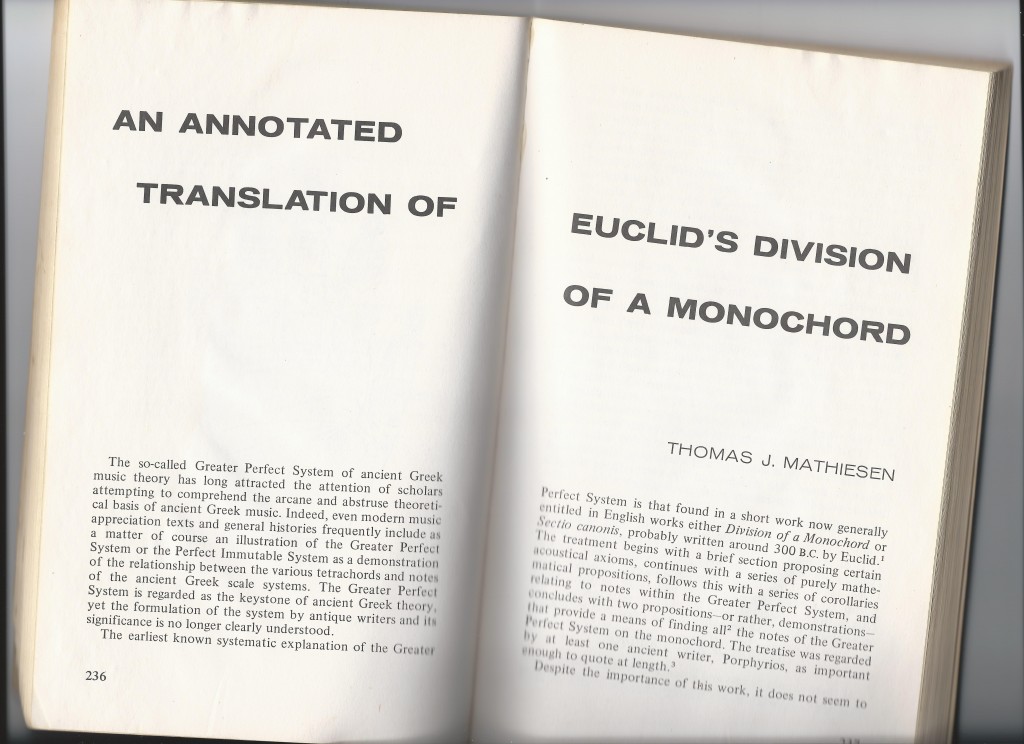 AN ANNOTATED
TRANSLATION OF
The so-called Greater Perfect System of ancient Greek
music theory has long attracted the attention of scholars
attempting to comprehend the arcane and abstruse theoreti-
cal basis of ancient Greek music. Indeed, even modern music
appreciation texts and general histories frequently include as
a matter of course an illustration of the Greater Perfect
System or the Perfect Immutable System as a demonstration
of the relationship between the various tetrachords and notes
of the ancient Greek scale systems. The Greater Perfect
System is regarded as the keystone of ancient Greek theory,
yet the formulation of the system by antique writers and its
significance is no longer clearly understood.
The earliest known systematic explanation of the Greater
236
EUCLID'S DIVISION
OF A MONOCHORD
THOMAS J. MATHIESEN
Perfect System is that found in a short work now generally
entitled in English works either Division of a Monochord or
Sectio canonis, probably written around 300 B.C. by Euclid.¹
The treatment begins with a brief section proposing certain
acoustical axioms, continues with a series of purely mathe-
matical propositions, follows this with a series of corollaries
relating to notes within the Greater Perfect System, and
concludes with two propositions—or rather, demonstrations—
that provide a means of finding all² the notes of the Greater
Perfect System on the monochord. The treatise was regarded
by at least one ancient writer, Porphyrios, as important
enough to quote at length.³
Despite the importance of this work, it does not seem to